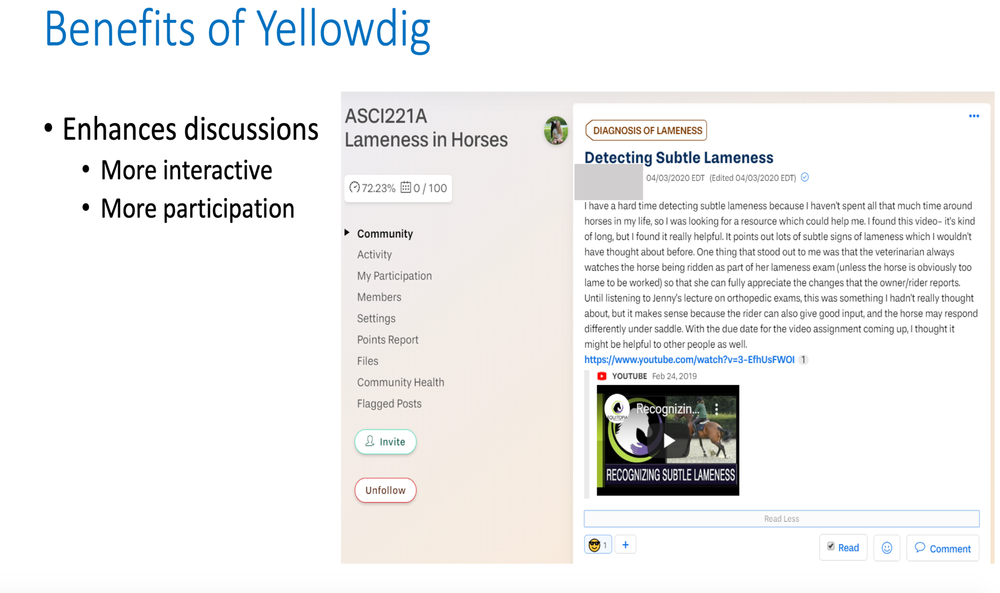 Benefits of Yellowdig
• Enhances discussions
• More interactive
• More participation
ASCI221A
Lameness in Horses
72.23% 0 / 100
Community
Activity
My Participation
Members
Settings
Points Report
Files
Community Health
Flagged Posts
Invite
Unfollow
DIAGNOSIS OF LAMENESS
Detecting Subtle Lameness
04/03/2020 EDT (Edited 04/03/2020 EDT)
I have a hard time detecting subtle lameness because I haven't spent all that much time around
horses in my life, so I was looking for a resource which could help me. I found this video- it's kind
of long, but I found it really helpful. It points out lots of subtle signs of lameness which I wouldn't
have thought about before. One thing that stood out to me was that the veterinarian always
watches the horse being ridden as part of her lameness exam (unless the horse is obviously too
lame to be worked) so that she can fully appreciate the changes that the owner/rider reports.
Until listening to Jenny's lecture on orthopedic exams, this was something I hadn't really thought
about, but it makes sense because the rider can also give good input, and the horse may respond
differently under saddle. With the due date for the video assignment coming up, I thought it
might be helpful to other people as well.
https://www.youtube.com/watch?v=3-EfhUsFWOI 1
YOUTUBE Feb 24, 2019
EQUITOPIA
Recognizin...
RECOGNIZING SUBTLE LAMENESS
Read Less
1 +
Read
Comment